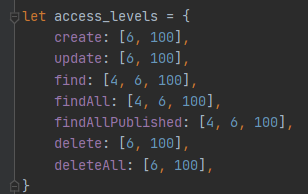 let access_levels = {
    create: [6, 100],
    update: [6, 100],
    find: [4, 6, 100],
    findAll: [4, 6, 100],
    findAllPublished: [4, 6, 100],
    delete: [6, 100],
    deleteAll: [6, 100],
}